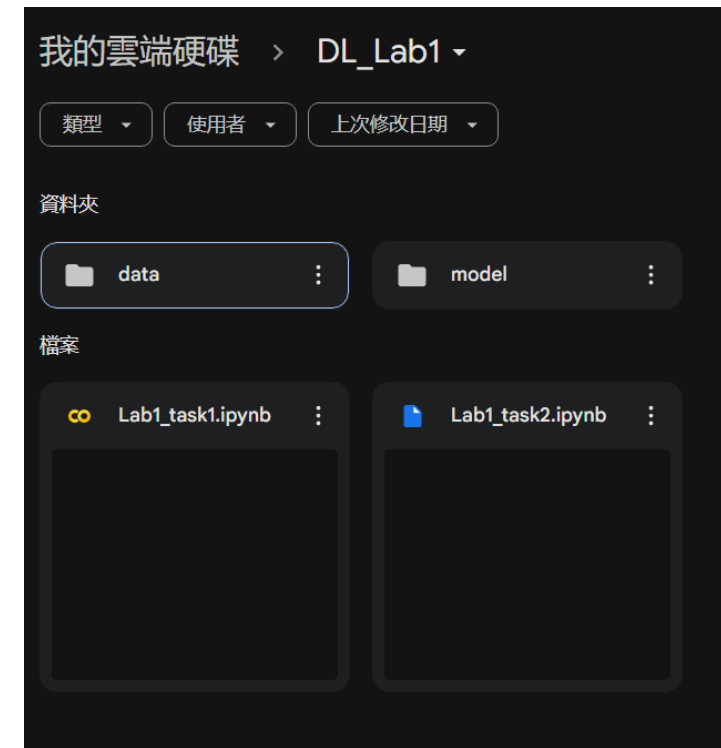 我的雲端硬碟 > DL_Lab1
類型 使用者 上次修改日期
資料夾
data model
檔案
Lab1_task1.ipynb Lab1_task2.ipynb